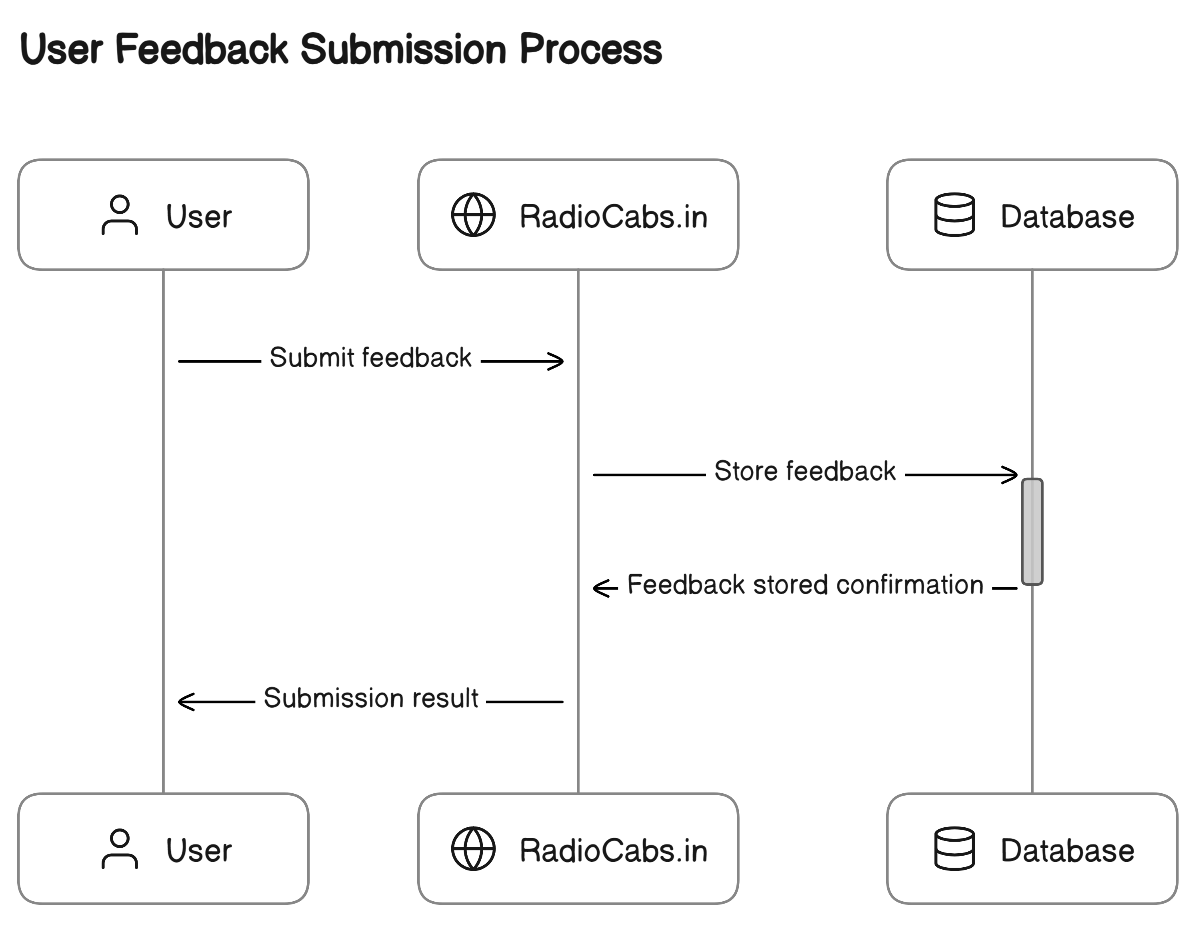 User Feedback Submission Process
User
RadioCabs.in
Database
Submit feedback
Store feedback
Feedback stored confirmation
Submission result
User
RadioCabs.in
Database